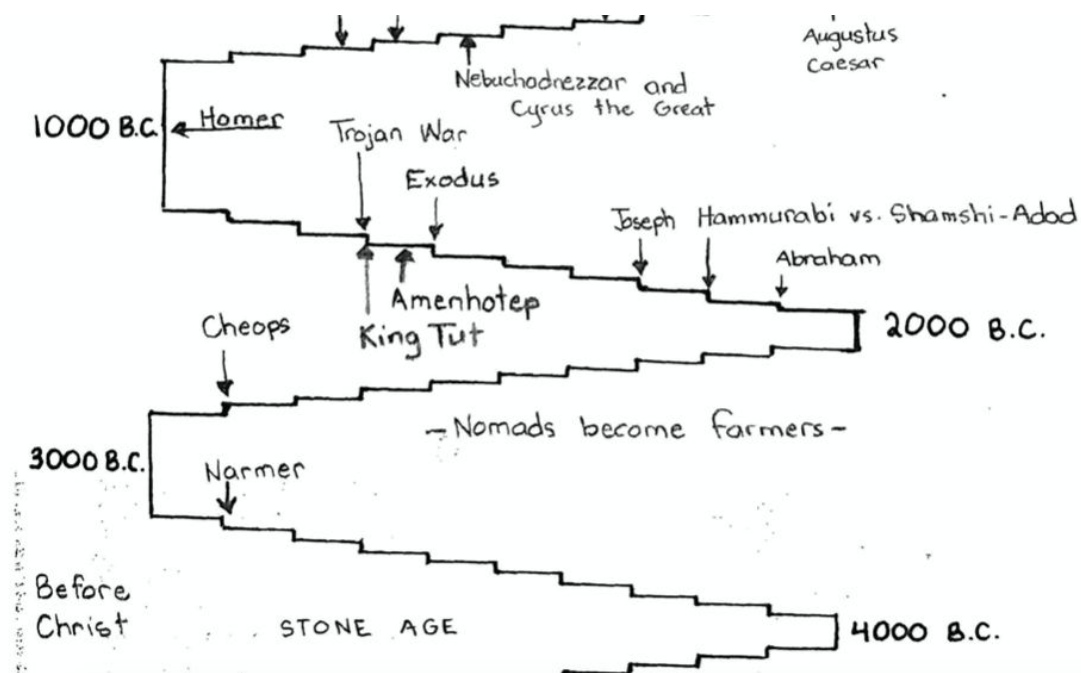 Augustus
Caesar
Nebuchadnezzar and
Cyrus the Great
1000 B.C.
Homer
Trojan War
Exodus
Joseph
Hammurabi vs. Shamshi-Adad
Abraham
Amenhotep
King Tut
2000 B.C.
Cheops
-Nomads become farmers-
3000 B.C.
Narmer
Before
Christ
STONE AGE
4000 B.C.